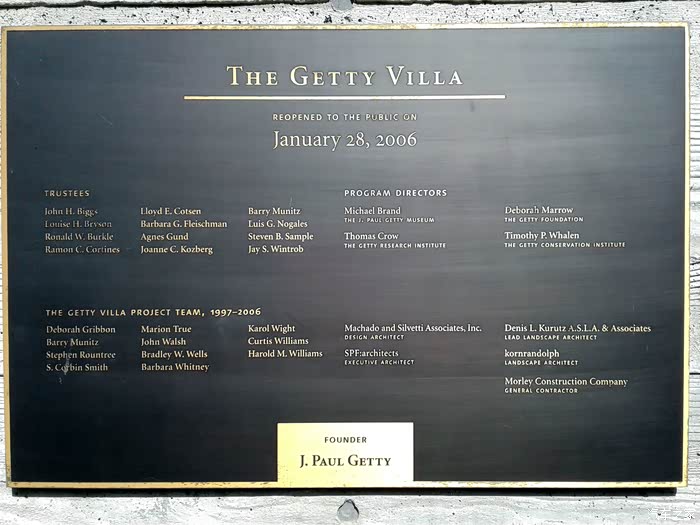 THE GETTY VILLA
REOPENED TO THE PUBLIC ON
January 28, 2006
TRUSTEES
John H. Biggs
Louise H. Bryson
Ronald W. Burkle
Ramon C. Cortines
Lloyd E. Cotsen
Barbara G. Fleischman
Agnes Gund
Joanne C. Kozberg
Barry Munitz
Luis G. Nogales
Steven B. Sample
Jay S. Wintrob
PROGRAM DIRECTORS
Michael Brand
THE J. PAUL GETTY MUSEUM
Thomas Crow
THE GETTY RESEARCH INSTITUTE
Deborah Marrow
THE GETTY FOUNDATION
Timothy P. Whalen
THE GETTY CONSERVATION INSTITUTE
THE GETTY VILLA PROJECT TEAM, 1997–2006
Deborah Gribbon
Barry Munitz
Stephen Rountree
S. Corbin Smith
Marion True
John Walsh
Bradley W. Wells
Barbara Whitney
Karol Wight
Curtis Williams
Harold M. Williams
Machado and Silvetti Associates, Inc.
DESIGN ARCHITECT
SPF:architects
EXECUTIVE ARCHITECT
Denis L. Kurutz A.S.L.A. & Associates
LEAD LANDSCAPE ARCHITECT
kornrandolph
LANDSCAPE ARCHITECT
Morley Construction Company
GENERAL CONTRACTOR
FOUNDER
J. PAUL GETTY